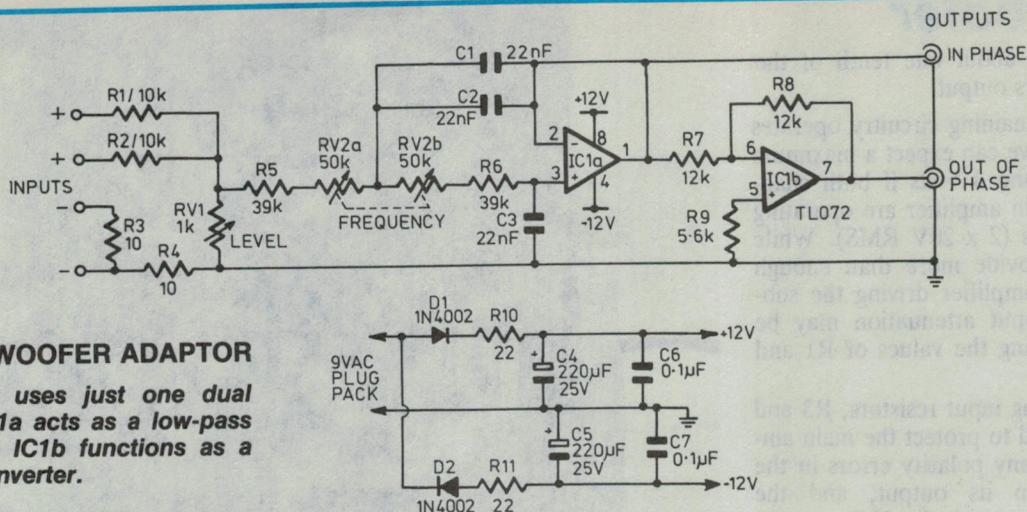 OUTPUTS
IN PHASE
OUT OF
PHASE
C1 22nF
C2
22nF
+12V
R8
12k
R1/10k
R2/10k
INPUTS
R3
10
R4
10
RV1
1k
LEVEL
R5
39k
RV2a
50k
RV2b
50k
FREQUENCY
R6
39k
C3
22nF
2
3
8
1
4
IC1a
-12V
R7
12k
6
5
7
IC1b
TL072
R9
5·6k
WOOFER ADAPTOR
uses just one dual
1a acts as a low-pass
IC1b functions as a
nverter.
9VAC
PLUG
PACK
D1
1N4002
R10
22
C4
220µF
25V
C6
0·1µF
+12V
C5
220µF
25V
C7
0·1µF
D2
1N4002
R11
22
-12V